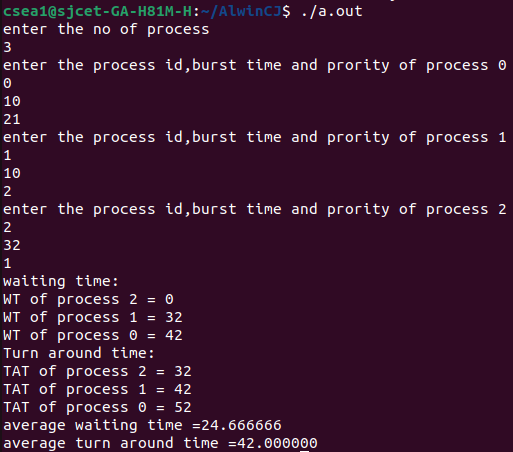 csea1@sjcet-GA-H81M-H:~/AlwinCJ$ ./a.out
enter the no of process
3
enter the process id,burst time and prority of process 0
0
10
21
enter the process id,burst time and prority of process 1
1
10
2
enter the process id,burst time and prority of process 2
2
32
1
waiting time:
WT of process 2 = 0
WT of process 1 = 32
WT of process 0 = 42
Turn around time:
TAT of process 2 = 32
TAT of process 1 = 42
TAT of process 0 = 52
average waiting time =24.666666
average turn around time =42.000000